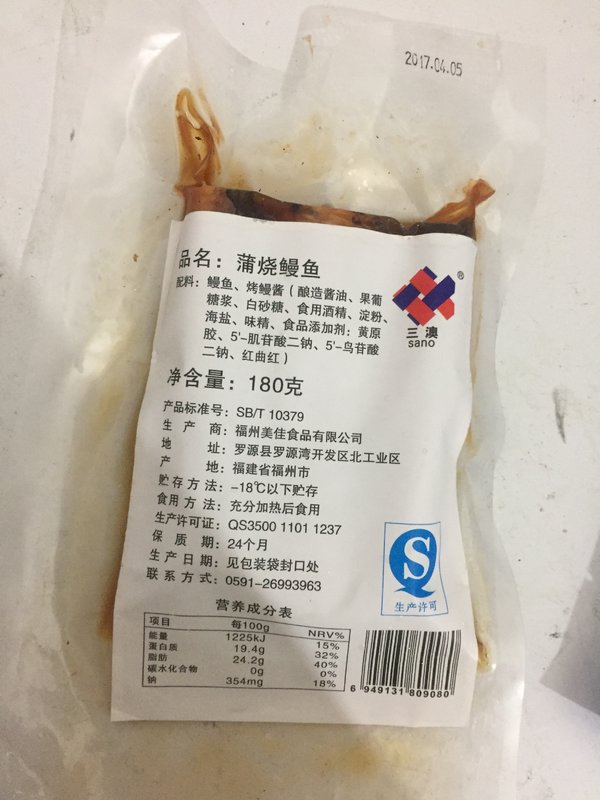 2017.04.05
品名：蒲烧鳗鱼
配料：鳗鱼、烤鳗酱（酿造酱油、果葡
糖浆、白砂糖、食用酒精、淀粉、
海盐、味精、食品添加剂：黄原
胶、5'-肌苷酸二钠、5'-鸟苷酸
二钠、红曲红）
®
三澳
sano
净含量：180克
产品标准号：SB/T 10379
生产商：福州美佳食品有限公司
地址：罗源县罗源湾开发区北工业区
产地：福建省福州市
贮存方法：-18℃以下贮存
食用方法：充分加热后食用
生产许可证：QS3500 1101 1237
保质期：24个月
生产日期：见包装袋封口处
联系方式：0591-26993963
S
生产许可
营养成分表
项目 每100g NRV%
能量 1225kJ 15%
蛋白质 19.4g 32%
脂肪 24.2g 40%
碳水化合物 0g 0%
钠 354mg 18%
6 949131 809080